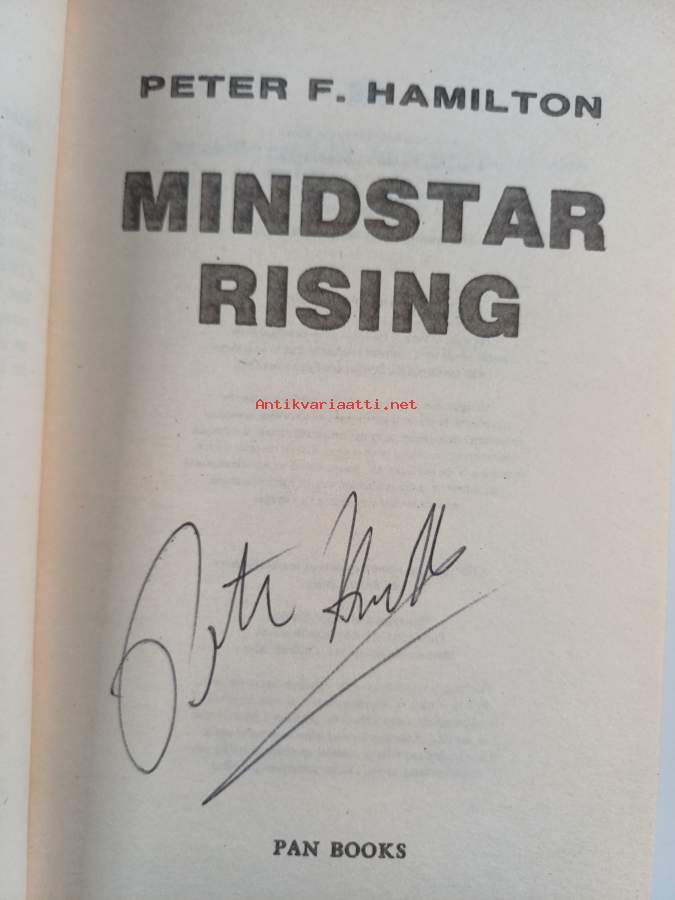 PETER F. HAMILTON
MINDSTAR
RISING
Antikvariaatti.net
PAN BOOKS